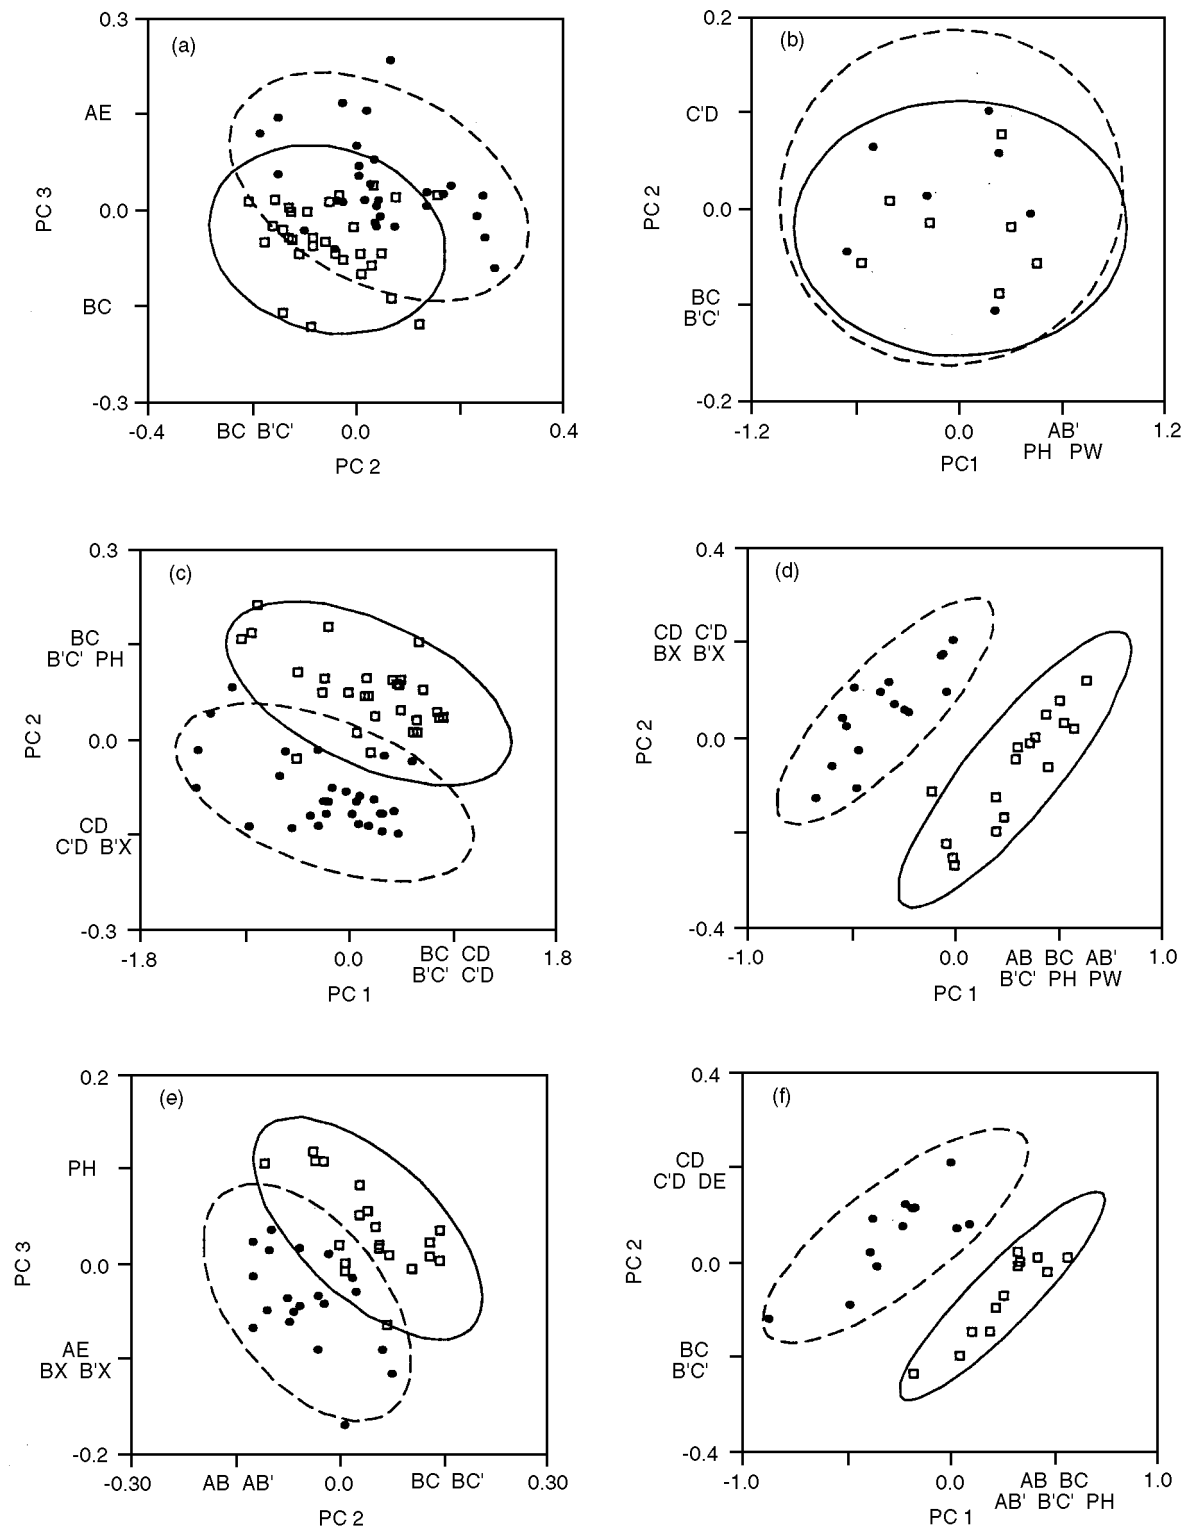 (a)
0.3
AE
PC 3
0.0
BC
-0.3
-0.4
BC B'C'
0.0
0.4
PC 2
(b)
0.2
C'D
PC 2
0.0
BC
B'C'
-0.2
-1.2
0.0
AB'
1.2
PH PW
PC1
(c)
0.3
BC
B'C' PH
PC 2
0.0
CD
C'D B'X
-0.3
-1.8
0.0
BC CD
1.8
B'C' C'D
PC 1
(d)
0.4
CD C'D
BX B'X
PC 2
0.0
-0.4
-1.0
0.0
AB BC AB'
1.0
B'C' PH PW
PC 1
(e)
0.2
PH
PC 3
0.0
AE
BX B'X
-0.2
-0.30
AB AB'
0.0
BC BC'
0.30
PC 2
(f)
0.4
CD
C'D DE
PC 2
0.0
BC
B'C'
-0.4
-1.0
0.0
AB BC
1.0
AB' B'C' PH
PC 1